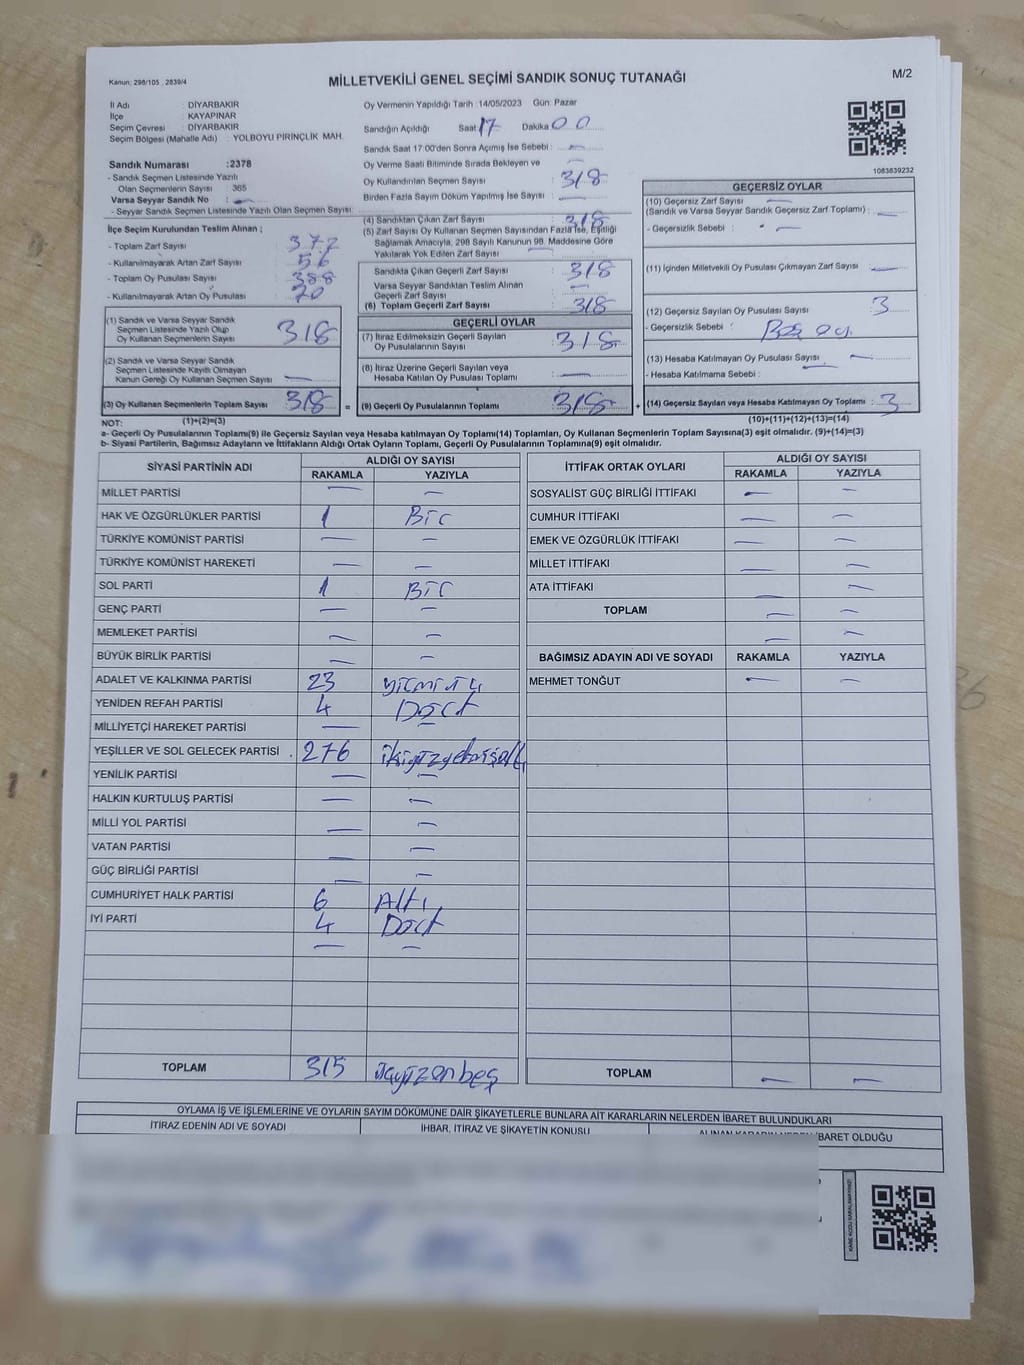 Kanun: 298/105 , 2839/4
MİLLETVEKİLİ GENEL SEÇİMİ SANDIK SONUÇ TUTANAĞI
M/2
İl Adı : DİYARBAKIR
İlçe : KAYAPINAR
Seçim Çevresi : DİYARBAKIR
Seçim Bölgesi (Mahalle Adı) : YOLBOYU PİRİNÇLİK MAH.
Sandık Numarası :2378
- Sandık Seçmen Listesinde Yazılı
Olan Seçmenlerin Sayısı : 365
Varsa Seyyar Sandık No : —
- Seyyar Sandık Seçmen Listesinde Yazılı Olan Seçmen Sayısı:
İlçe Seçim Kurulundan Teslim Alınan ;
- Toplam Zarf Sayısı : 377
- Kullanılmayarak Artan Zarf Sayısı : 56
- Toplam Oy Pusulası Sayısı : 388
- Kullanılmayarak Artan Oy Pusulası : 70
(1) Sandık ve Varsa Seyyar Sandık
Seçmen Listesinde Yazılı Olup
Oy Kullanan Seçmenlerin Sayısı : 318
(2) Sandık ve Varsa Seyyar Sandık
Seçmen Listesinde Kayıtlı Olmayan
Kanun Gereği Oy Kullanan Seçmen Sayısı : —
(3) Oy Kullanan Seçmenlerin Toplam Sayısı : 318 =
Oy Vermenin Yapıldığı Tarih :14/05/2023 Gün: Pazar
Sandığın Açıldığı Saat 17 Dakika 00
Sandık Saat 17:00'den Sonra Açımış İse Sebebi : —
Oy Verme Saati Bitiminde Sırada Bekleyen ve —
Oy Kullandırılan Seçmen Sayısı : 318
Birden Fazla Sayım Döküm Yapılmış İse Sayısı : —
(4) Sandıktan Çıkan Zarf Sayısı : 318
(5) Zarf Sayısı Oy Kullanan Seçmen Sayısından Fazla İse, Eşitliği
Sağlamak Amacıyla, 298 Sayılı Kanunun 98. Maddesine Göre
Yakılarak Yok Edilen Zarf Sayısı : —
Sandıkta Çıkan Geçerli Zarf Sayısı : 318
Varsa Seyyar Sandıktan Teslim Alınan
Geçerli Zarf Sayısı : —
(6) Toplam Geçerli Zarf Sayısı : 318
GEÇERLİ OYLAR
(7) İtiraz Edilmeksizin Geçerli Sayılan
Oy Pusulalarının Sayısı : 318
(8) İtiraz Üzerine Geçerli Sayılan veya
Hesaba Katılan Oy Pusulası Toplamı : —
(9) Geçerli Oy Pusulalarının Toplamı : 318 +
1083839232
GEÇERSİZ OYLAR
(10) Geçersiz Zarf Sayısı —
(Sandık ve Varsa Seyyar Sandık Geçersiz Zarf Toplamı) : —
- Geçersizlik Sebebi : —
(11) İçinden Milletvekili Oy Pusulası Çıkmayan Zarf Sayısı : —
(12) Geçersiz Sayılan Oy Pusulası Sayısı : 3
- Geçersizlik Sebebi : Boş oy
(13) Hesaba Katılmayan Oy Pusulası Sayısı : —
- Hesaba Katılmama Sebebi : —
(14) Geçersiz Sayılan veya Hesaba Katılmayan Oy Toplamı : 3
NOT: (1)+(2)=(3) (10)+(11)+(12)+(13)=(14)
a- Geçerli Oy Pusulalarının Toplamı(9) ile Geçersiz Sayılan veya Hesaba katılmayan Oy Toplamı(14) Toplamları, Oy Kullanan Seçmenlerin Toplam Sayısına(3) eşit olmalıdır. (9)+(14)=(3)
b- Siyasi Partilerin, Bağımsız Adayların ve İttifakların Aldığı Ortak Oyların Toplamı, Geçerli Oy Pusulalarının Toplamına(9) eşit olmalıdır.
SİYASİ PARTİNİN ADI ALDIĞI OY SAYISI
RAKAMLA YAZIYLA
MİLLET PARTİSİ — —
HAK VE ÖZGÜRLÜKLER PARTİSİ 1 Bir
TÜRKİYE KOMÜNİST PARTİSİ — —
TÜRKİYE KOMÜNİST HAREKETİ — —
SOL PARTİ 1 Bir
GENÇ PARTİ — —
MEMLEKET PARTİSİ — —
BÜYÜK BİRLİK PARTİSİ — —
ADALET VE KALKINMA PARTİSİ 23 yirmi üç
YENİDEN REFAH PARTİSİ 4 Dört
MİLLİYETÇİ HAREKET PARTİSİ — —
YEŞİLLER VE SOL GELECEK PARTİSİ 276 ikiyüzyetmişaltı
YENİLİK PARTİSİ — —
HALKIN KURTULUŞ PARTİSİ — —
MİLLİ YOL PARTİSİ — —
VATAN PARTİSİ — —
GÜÇ BİRLİĞİ PARTİSİ — —
CUMHURİYET HALK PARTİSİ 6 Altı
İYİ PARTİ 4 Dört
— —
TOPLAM 315 üçyüzonbeş
İTTİFAK ORTAK OYLARI ALDIĞI OY SAYISI
RAKAMLA YAZIYLA
SOSYALİST GÜÇ BİRLİĞİ İTTİFAKI — —
CUMHUR İTTİFAKI — —
EMEK VE ÖZGÜRLÜK İTTİFAKI — —
MİLLET İTTİFAKI — —
ATA İTTİFAKI — —
TOPLAM — —
— —
BAĞIMSIZ ADAYIN ADI VE SOYADI RAKAMLA YAZIYLA
MEHMET TONĞUT — —
TOPLAM — —
OYLAMA İŞ VE İŞLEMLERİNE VE OYLARIN SAYIM DÖKÜMÜNE DAİR ŞİKAYETLERLE BUNLARA AİT KARARLARIN NELERDEN İBARET BULUNDUKLARI
İTİRAZ EDENİN ADI VE SOYADI İHBAR, İTİRAZ VE ŞİKAYETİN KONUSU ALINAN KARARIN NEDEN İBARET OLDUĞU
KARE KODU KARALAMAYINIZ!